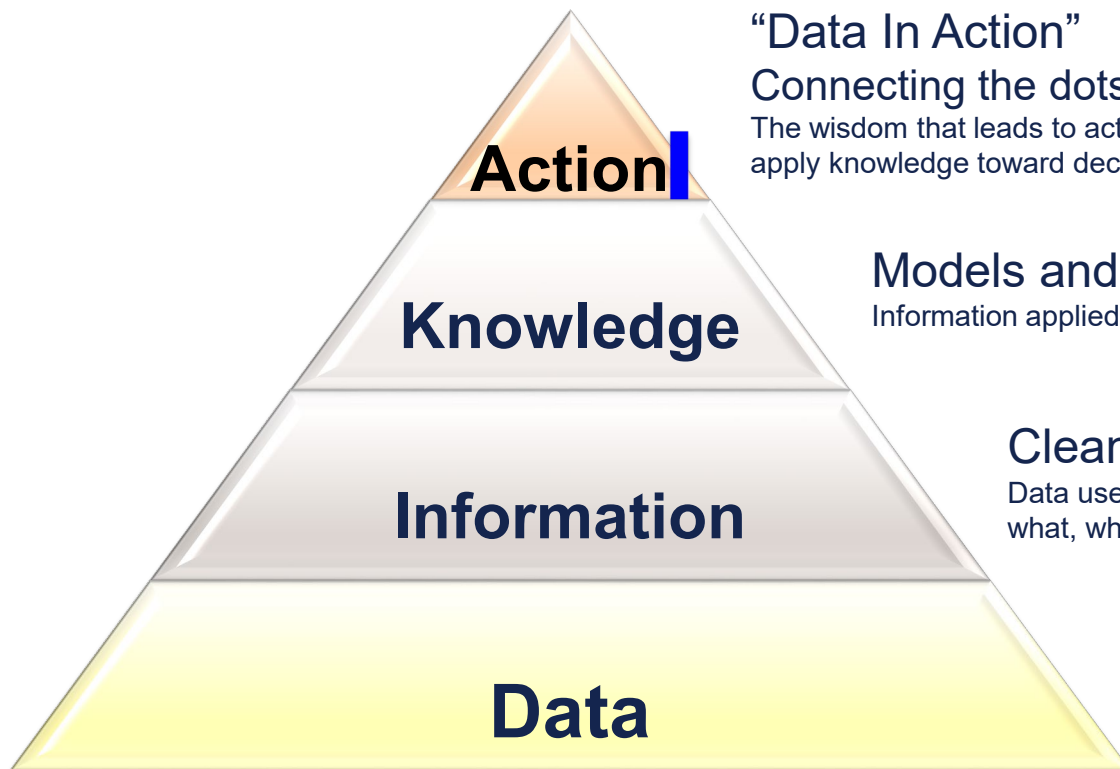 “Data In Action”
Connecting the dots
The wisdom that leads to act
apply knowledge toward dec
Action
Models and
Information applied
Knowledge
Clear
Data use
what, wh
Information
Data